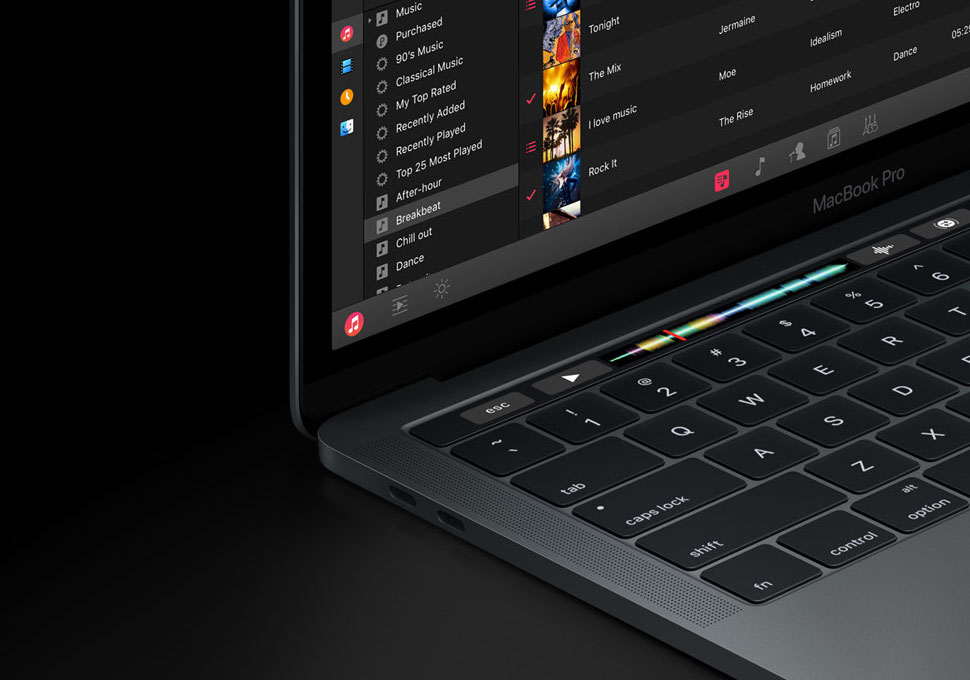 Music
Purchased
90's Music
Classical Music
My Top Rated
Recently Added
Recently Played
Top 25 Most Played
After-hour
Breakbeat
Chill out
Dance
Tonight
Jermaine
Electro
The Mix
Idealism
05:25
I love music
Moe
Dance
Rock It
The Rise
Homework
MacBook Pro
esc
~ `
! 1
@ 2
# 3
$ 4
% 5
^ 6
tab
Q
W
E
R
T
caps lock
A
S
D
shift
Z
X
fn
control
alt
option